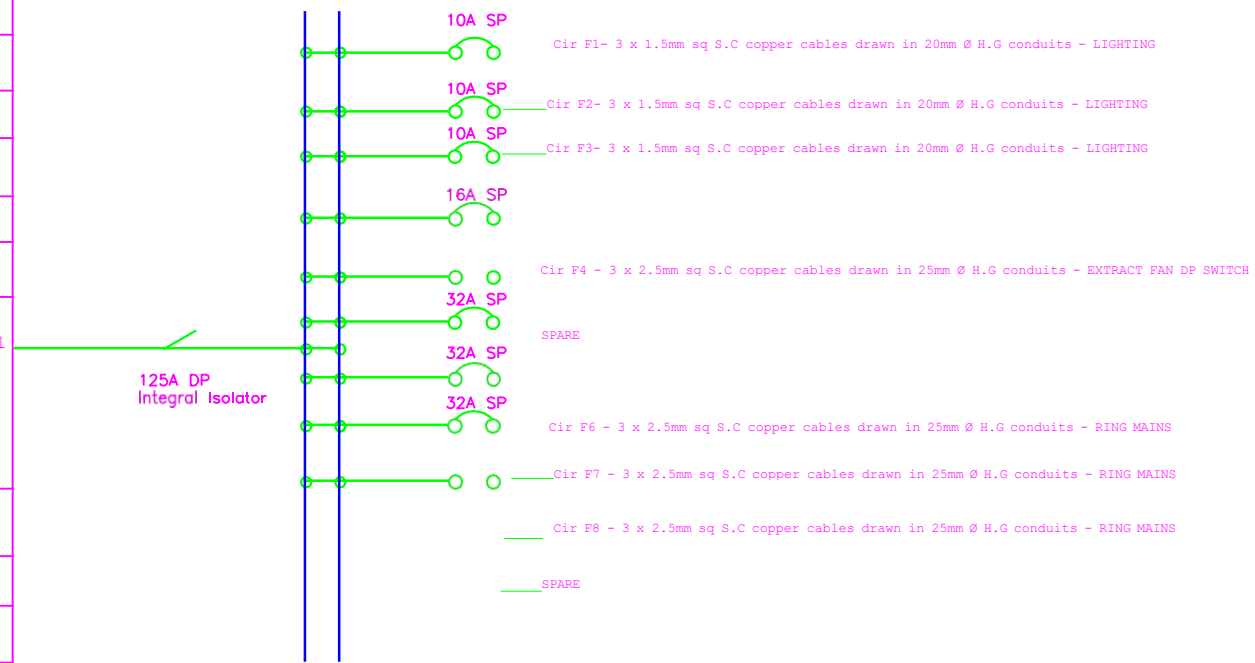 10A SP
Cir F1- 3 x 1.5mm sq S.C copper cables drawn in 20mm Ø H.G conduits - LIGHTING
10A SP
Cir F2- 3 x 1.5mm sq S.C copper cables drawn in 20mm Ø H.G conduits - LIGHTING
10A SP
Cir F3- 3 x 1.5mm sq S.C copper cables drawn in 20mm Ø H.G conduits - LIGHTING
16A SP
Cir F4 - 3 x 2.5mm sq S.C copper cables drawn in 25mm Ø H.G conduits - EXTRACT FAN DP SWITCH
32A SP
SPARE
32A SP
125A DP
Integral Isolator
32A SP
Cir F6 - 3 x 2.5mm sq S.C copper cables drawn in 25mm Ø H.G conduits - RING MAINS
Cir F7 - 3 x 2.5mm sq S.C copper cables drawn in 25mm Ø H.G conduits - RING MAINS
Cir F8 - 3 x 2.5mm sq S.C copper cables drawn in 25mm Ø H.G conduits - RING MAINS
SPARE